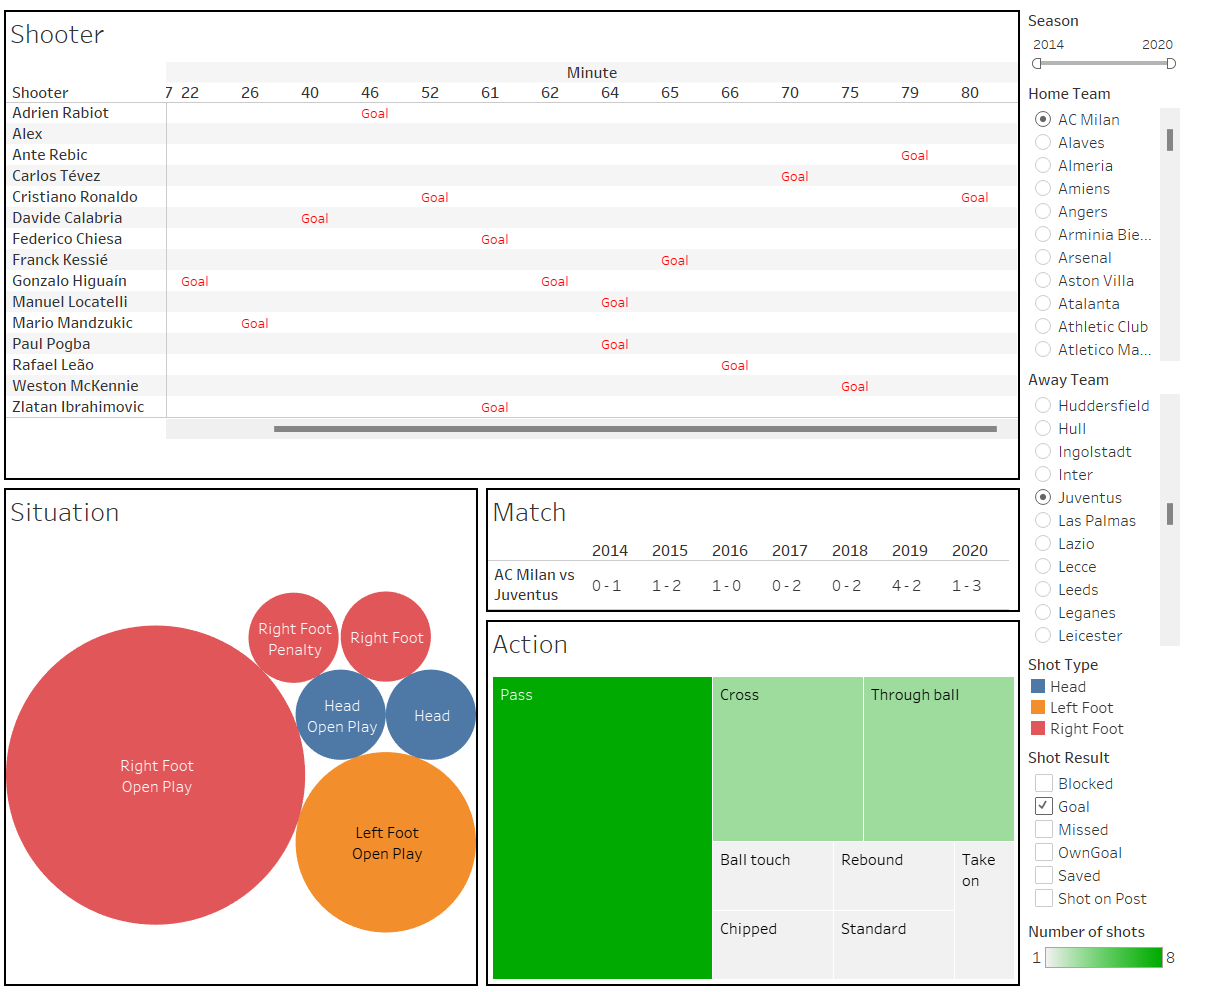 Shooter
Minute
Shooter 7 22 26 40 46 52 61 62 64 65 66 70 75 79 80
Adrien Rabiot Goal
Alex
Ante Rebic Goal
Carlos Tévez Goal
Cristiano Ronaldo Goal Goal
Davide Calabria Goal
Federico Chiesa Goal
Franck Kessié Goal
Gonzalo Higuaín Goal Goal
Manuel Locatelli Goal
Mario Mandzukic Goal
Paul Pogba Goal
Rafael Leão Goal
Weston McKennie Goal
Zlatan Ibrahimovic Goal
Situation
Right Foot
Penalty
Right Foot
Head
Open Play
Head
Right Foot
Open Play
Left Foot
Open Play
Match
2014 2015 2016 2017 2018 2019 2020
AC Milan vs
Juventus
0 - 1 1 - 2 1 - 0 0 - 2 0 - 2 4 - 2 1 - 3
Action
Pass
Cross
Through ball
Ball touch
Rebound
Take
on
Chipped
Standard
Season
2014 2020
Home Team
AC Milan
Alaves
Almeria
Amiens
Angers
Arminia Bie...
Arsenal
Aston Villa
Atalanta
Athletic Club
Atletico Ma...
Away Team
Huddersfield
Hull
Ingolstadt
Inter
Juventus
Las Palmas
Lazio
Lecce
Leeds
Leganes
Leicester
Shot Type
Head
Left Foot
Right Foot
Shot Result
Blocked
Goal
Missed
OwnGoal
Saved
Shot on Post
Number of shots
1 8